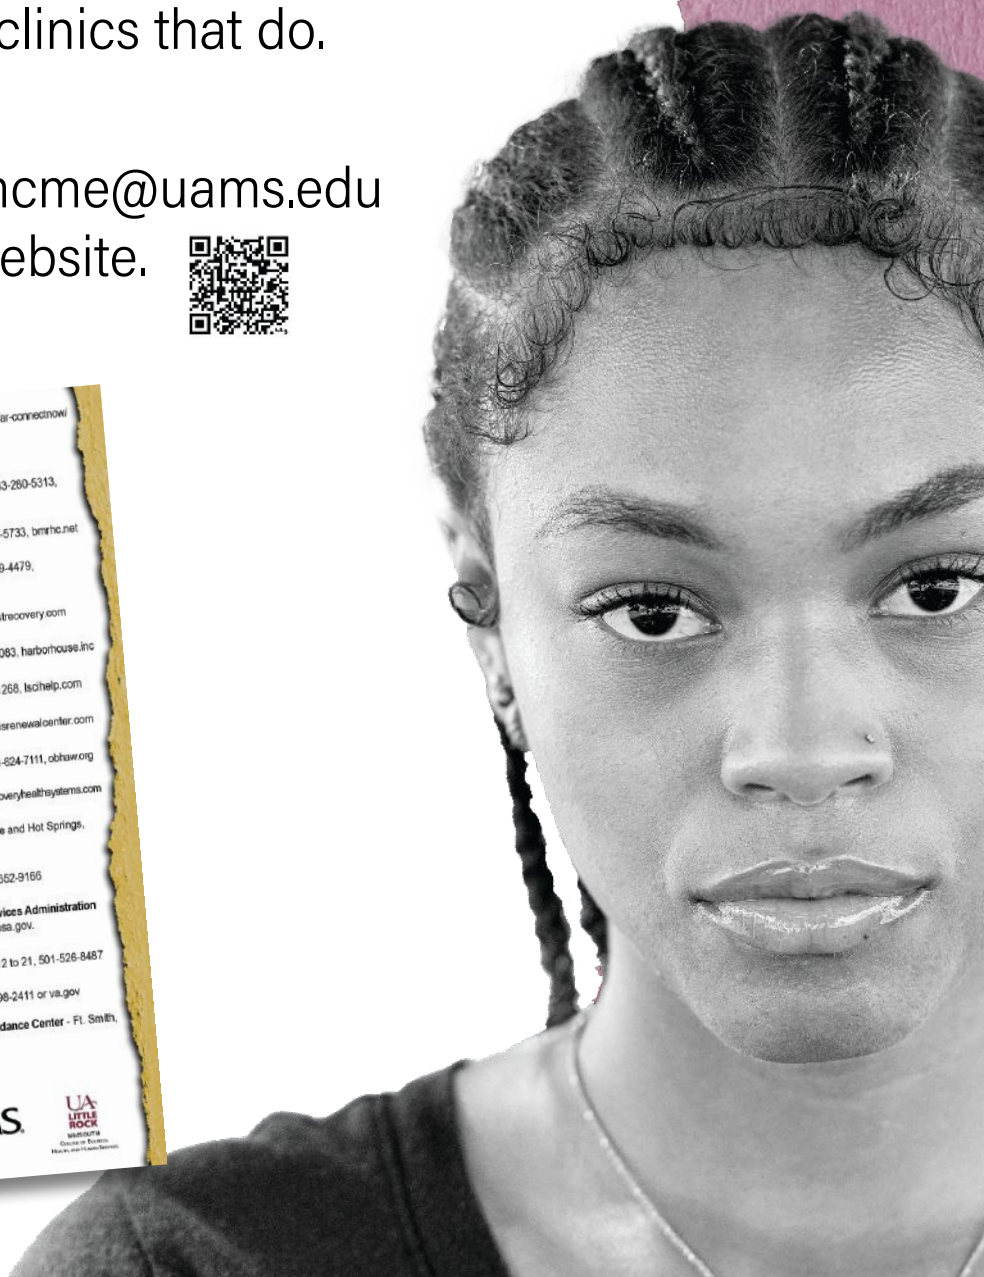 clinics that do.
ncme@uams.edu
ebsite.
ar-connectnow/
3-280-5313,
-5733, bmrhc.net
9-4479,
strecovery.com
083, harborhouse.inc
268, lscihelp.com
isrenewalcenter.com
-624-7111, obhaw.org
overyhealthsystems.com
e and Hot Springs,
652-9166
vices Administration
sa.gov.
2 to 21, 501-526-8487
98-2411 or va.gov
dance Center - Ft. Smith,
S.
UA
LITTLE
ROCK